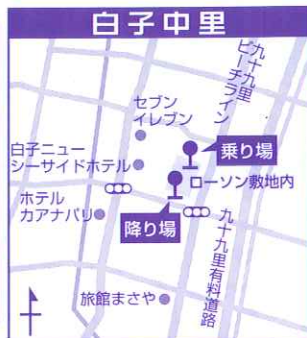 白子中里
九十九里
ビーチライン
セブン
イレブン
乗り場
白子ニュー
シーサイドホテル
ローソン敷地内
ホテル
カアナパリ
降り場
九十九里有料道路
旅館まさや